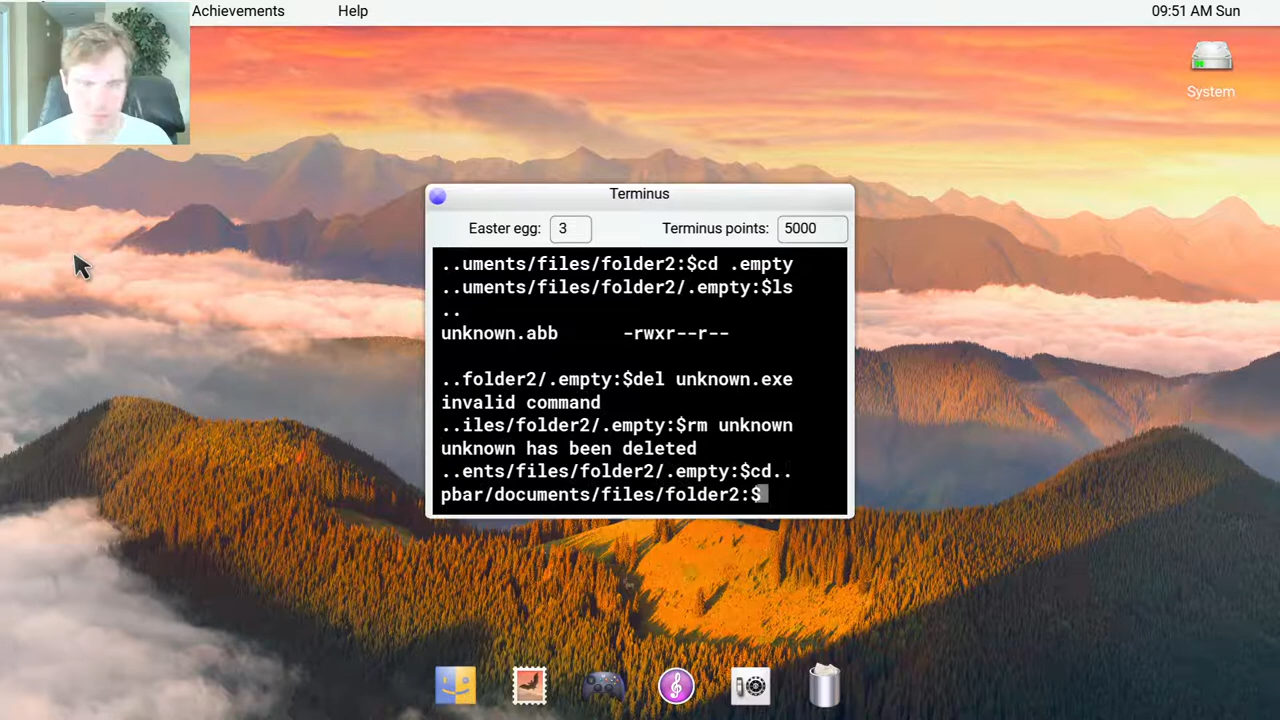 Achievements
Help
09:51 AM Sun
System
Terminus
Easter egg: 3
Terminus points: 5000
..uments/files/folder2:$cd .empty
..uments/files/folder2/.empty:$ls
..
unknown.abb -rwxr--r--
..folder2/.empty:$del unknown.exe
invalid command
..iles/folder2/.empty:$rm unknown
unknown has been deleted
..ents/files/folder2/.empty:$cd..
pbar/documents/files/folder2:$